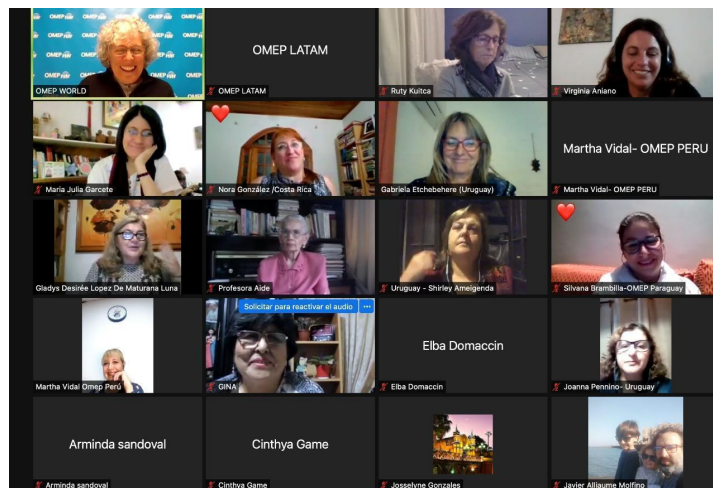 OMEP WORLD
OMEP LATAM
OMEP LATAM
Ruty Kuitca
Virginia Aniano
Maria Julia Garcete
Nora González /Costa Rica
Gabriela Etchebehere (Uruguay)
Martha Vidal- OMEP PERU
Martha Vidal- OMEP PERU
Gladys Desirée Lopez De Maturana Luna
Profesora Aide
Uruguay - Shirley Ameigenda
Silvana Brambilla-OMEP Paraguay
Martha Vidal Omep Perú
Solicitar para reactivar el audio
GINA
Elba Domaccin
Elba Domaccin
Joanna Pennino- Uruguay
Arminda sandoval
Arminda sandoval
Cinthya Game
Cinthya Game
Josselyne Gonzales
Javier Alliaume Molfino